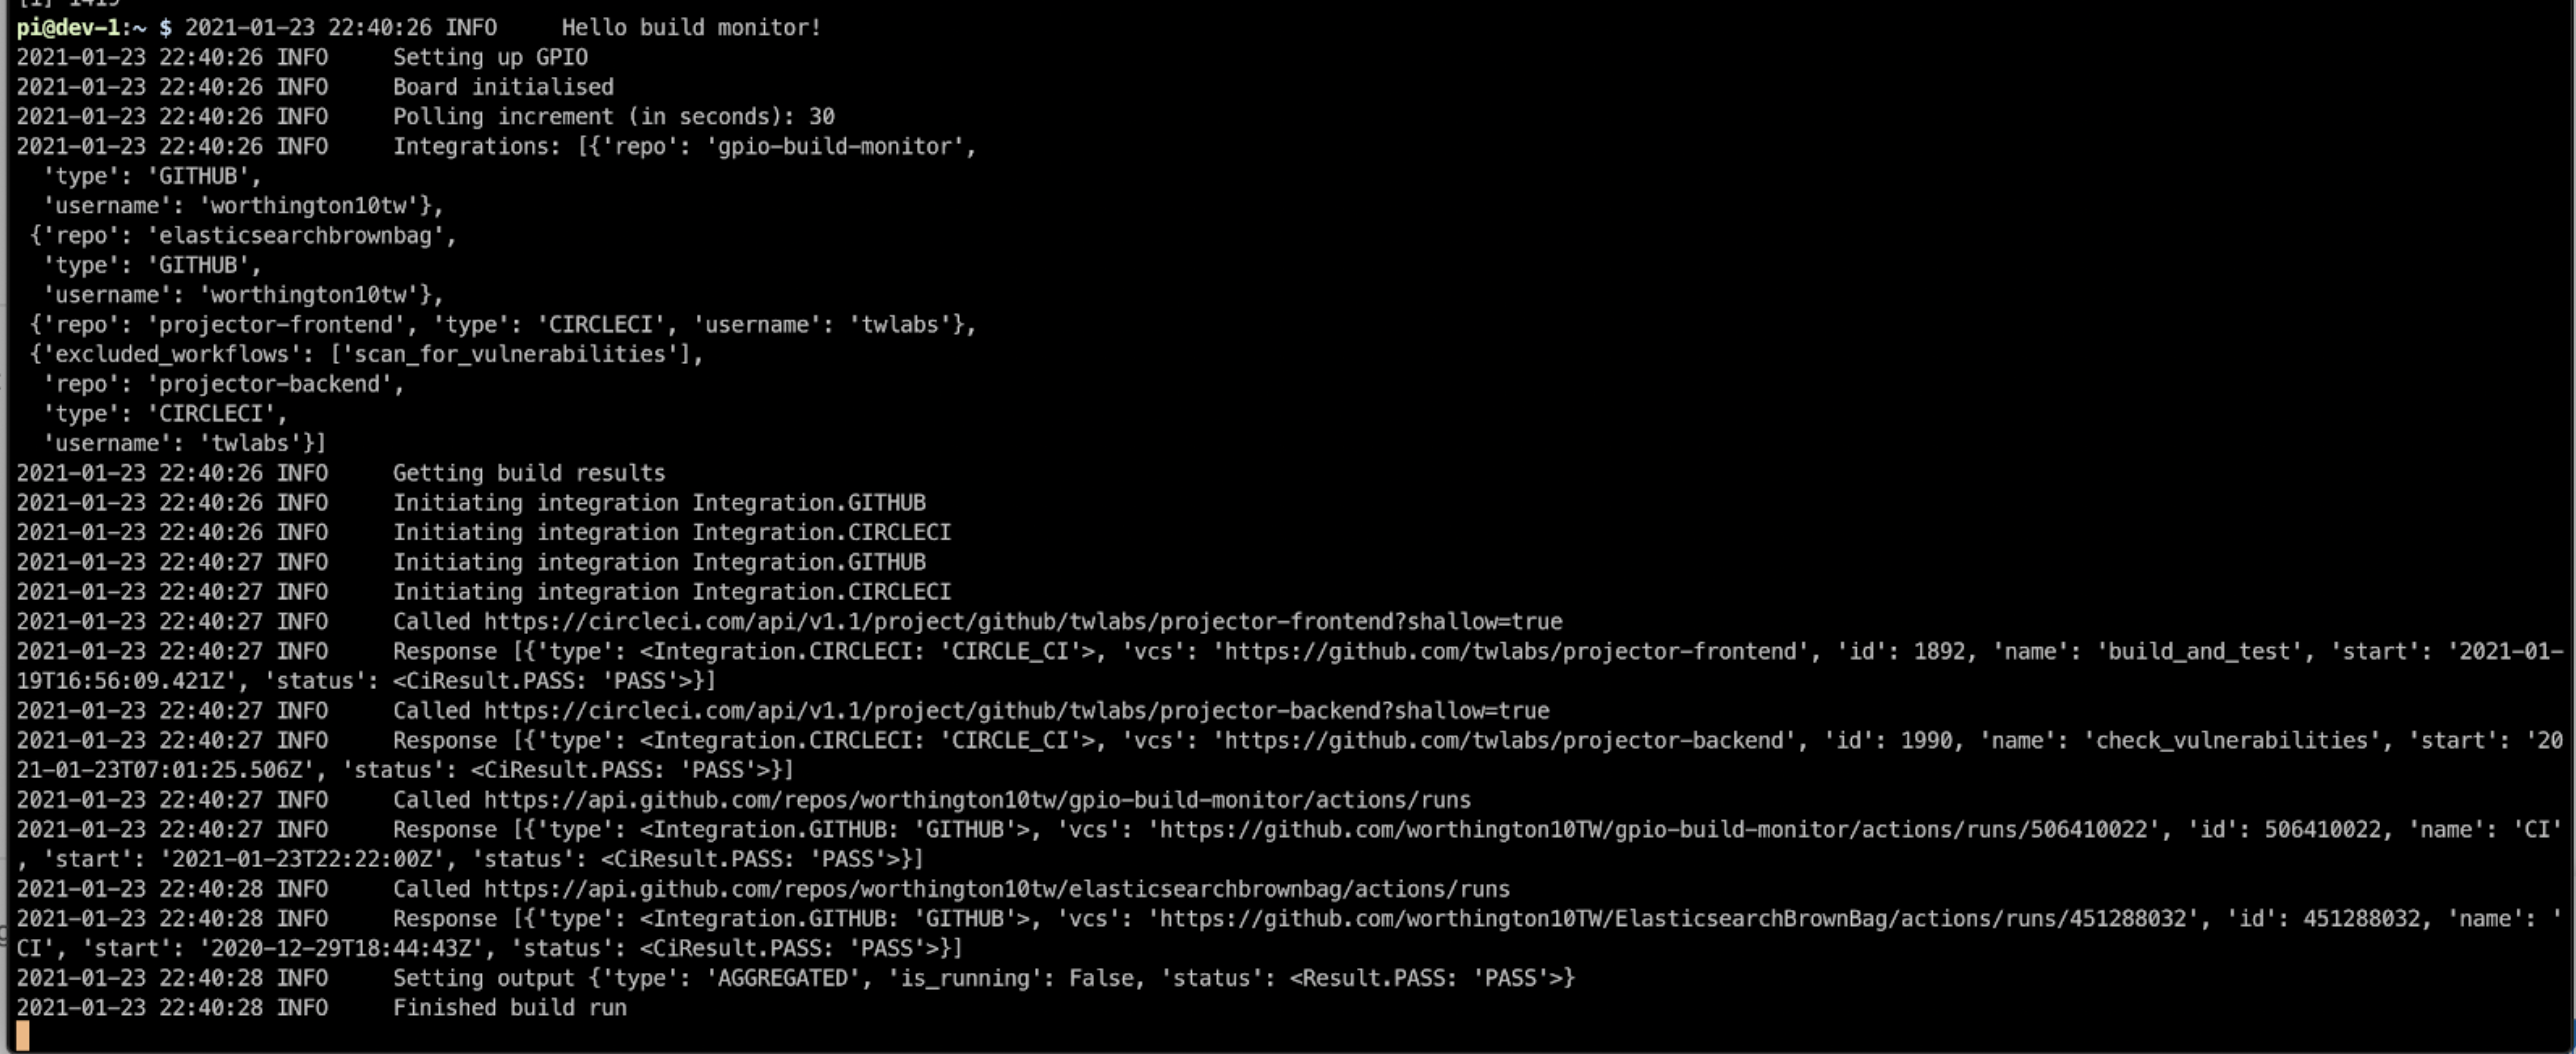 [1] 1419
pi@dev-1:~ $ 2021-01-23 22:40:26 INFO     Hello build monitor!
2021-01-23 22:40:26 INFO     Setting up GPIO
2021-01-23 22:40:26 INFO     Board initialised
2021-01-23 22:40:26 INFO     Polling increment (in seconds): 30
2021-01-23 22:40:26 INFO     Integrations: [{'repo': 'gpio-build-monitor',
  'type': 'GITHUB',
  'username': 'worthington10tw'},
 {'repo': 'elasticsearchbrownbag',
  'type': 'GITHUB',
  'username': 'worthington10tw'},
 {'repo': 'projector-frontend', 'type': 'CIRCLECI', 'username': 'twlabs'},
 {'excluded_workflows': ['scan_for_vulnerabilities'],
  'repo': 'projector-backend',
  'type': 'CIRCLECI',
  'username': 'twlabs'}]
2021-01-23 22:40:26 INFO     Getting build results
2021-01-23 22:40:26 INFO     Initiating integration Integration.GITHUB
2021-01-23 22:40:26 INFO     Initiating integration Integration.CIRCLECI
2021-01-23 22:40:27 INFO     Initiating integration Integration.GITHUB
2021-01-23 22:40:27 INFO     Initiating integration Integration.CIRCLECI
2021-01-23 22:40:27 INFO     Called https://circleci.com/api/v1.1/project/github/twlabs/projector-frontend?shallow=true
2021-01-23 22:40:27 INFO     Response [{'type': <Integration.CIRCLECI: 'CIRCLE_CI'>, 'vcs': 'https://github.com/twlabs/projector-frontend', 'id': 1892, 'name': 'build_and_test', 'start': '2021-01-
19T16:56:09.421Z', 'status': <CiResult.PASS: 'PASS'>}]
2021-01-23 22:40:27 INFO     Called https://circleci.com/api/v1.1/project/github/twlabs/projector-backend?shallow=true
2021-01-23 22:40:27 INFO     Response [{'type': <Integration.CIRCLECI: 'CIRCLE_CI'>, 'vcs': 'https://github.com/twlabs/projector-backend', 'id': 1990, 'name': 'check_vulnerabilities', 'start': '20
21-01-23T07:01:25.506Z', 'status': <CiResult.PASS: 'PASS'>}]
2021-01-23 22:40:27 INFO     Called https://api.github.com/repos/worthington10tw/gpio-build-monitor/actions/runs
2021-01-23 22:40:27 INFO     Response [{'type': <Integration.GITHUB: 'GITHUB'>, 'vcs': 'https://github.com/worthington10TW/gpio-build-monitor/actions/runs/506410022', 'id': 506410022, 'name': 'CI'
, 'start': '2021-01-23T22:22:00Z', 'status': <CiResult.PASS: 'PASS'>}]
2021-01-23 22:40:28 INFO     Called https://api.github.com/repos/worthington10tw/elasticsearchbrownbag/actions/runs
2021-01-23 22:40:28 INFO     Response [{'type': <Integration.GITHUB: 'GITHUB'>, 'vcs': 'https://github.com/worthington10TW/ElasticsearchBrownBag/actions/runs/451288032', 'id': 451288032, 'name': '
CI', 'start': '2020-12-29T18:44:43Z', 'status': <CiResult.PASS: 'PASS'>}]
2021-01-23 22:40:28 INFO     Setting output {'type': 'AGGREGATED', 'is_running': False, 'status': <Result.PASS: 'PASS'>}
2021-01-23 22:40:28 INFO     Finished build run